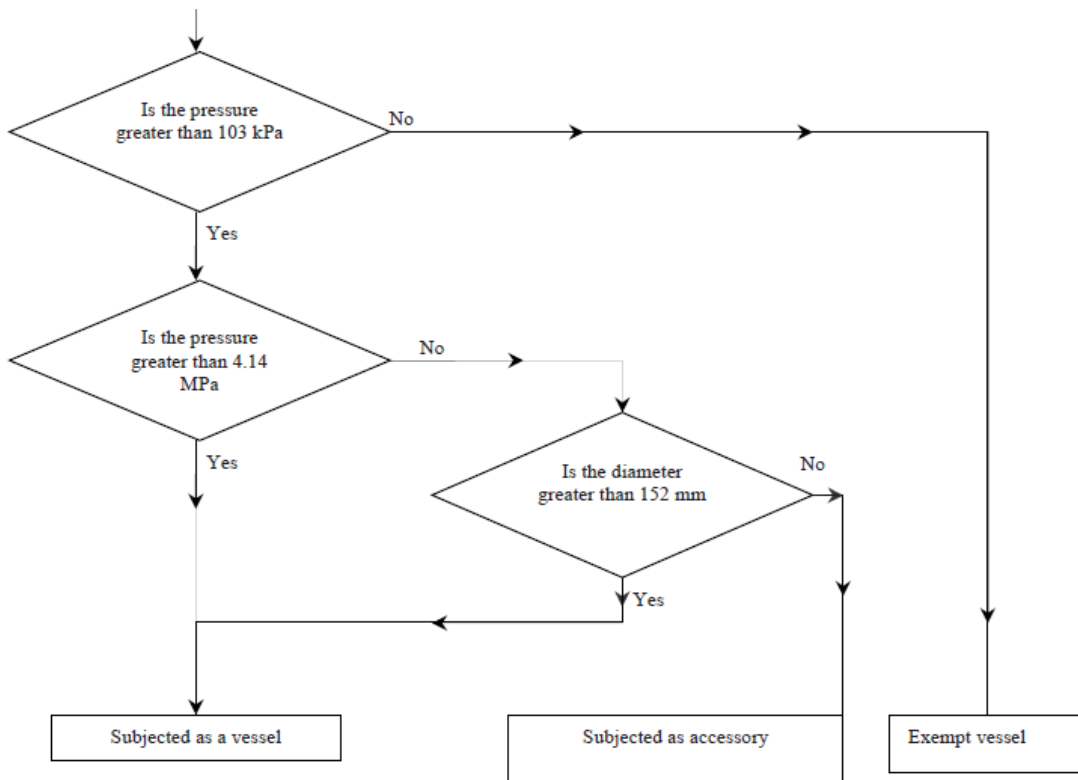 Is the pressure
greater than 103 kPa
No
Yes
Is the pressure
greater than 4.14
MPa
No
Yes
Is the diameter
greater than 152 mm
No
Yes
Subjected as a vessel
Subjected as accessory
Exempt vessel